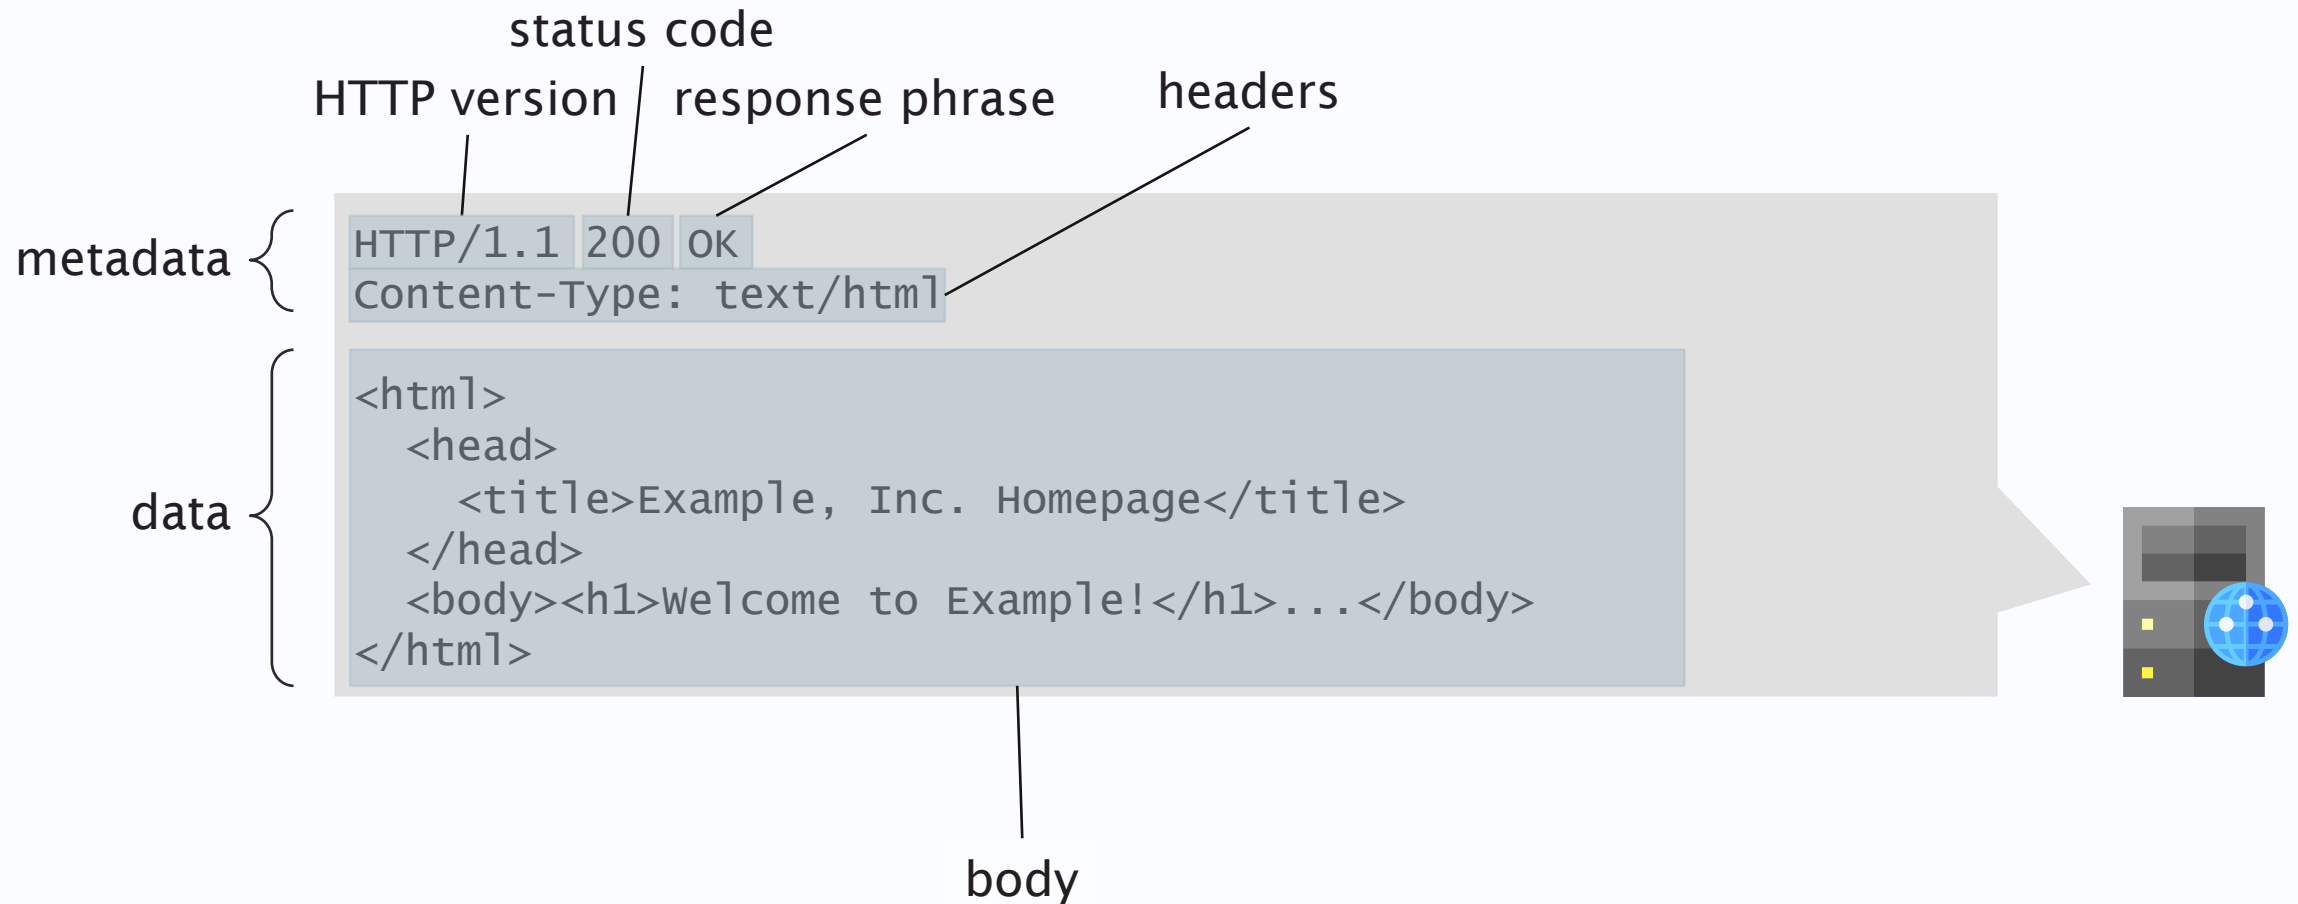 status code
HTTP version
response phrase
headers
metadata
HTTP/1.1 200 OK
Content-Type: text/html
data
<html>
<head>
<title>Example, Inc. Homepage</title>
</head>
<body><h1>Welcome to Example!</h1>...</body>
</html>
body